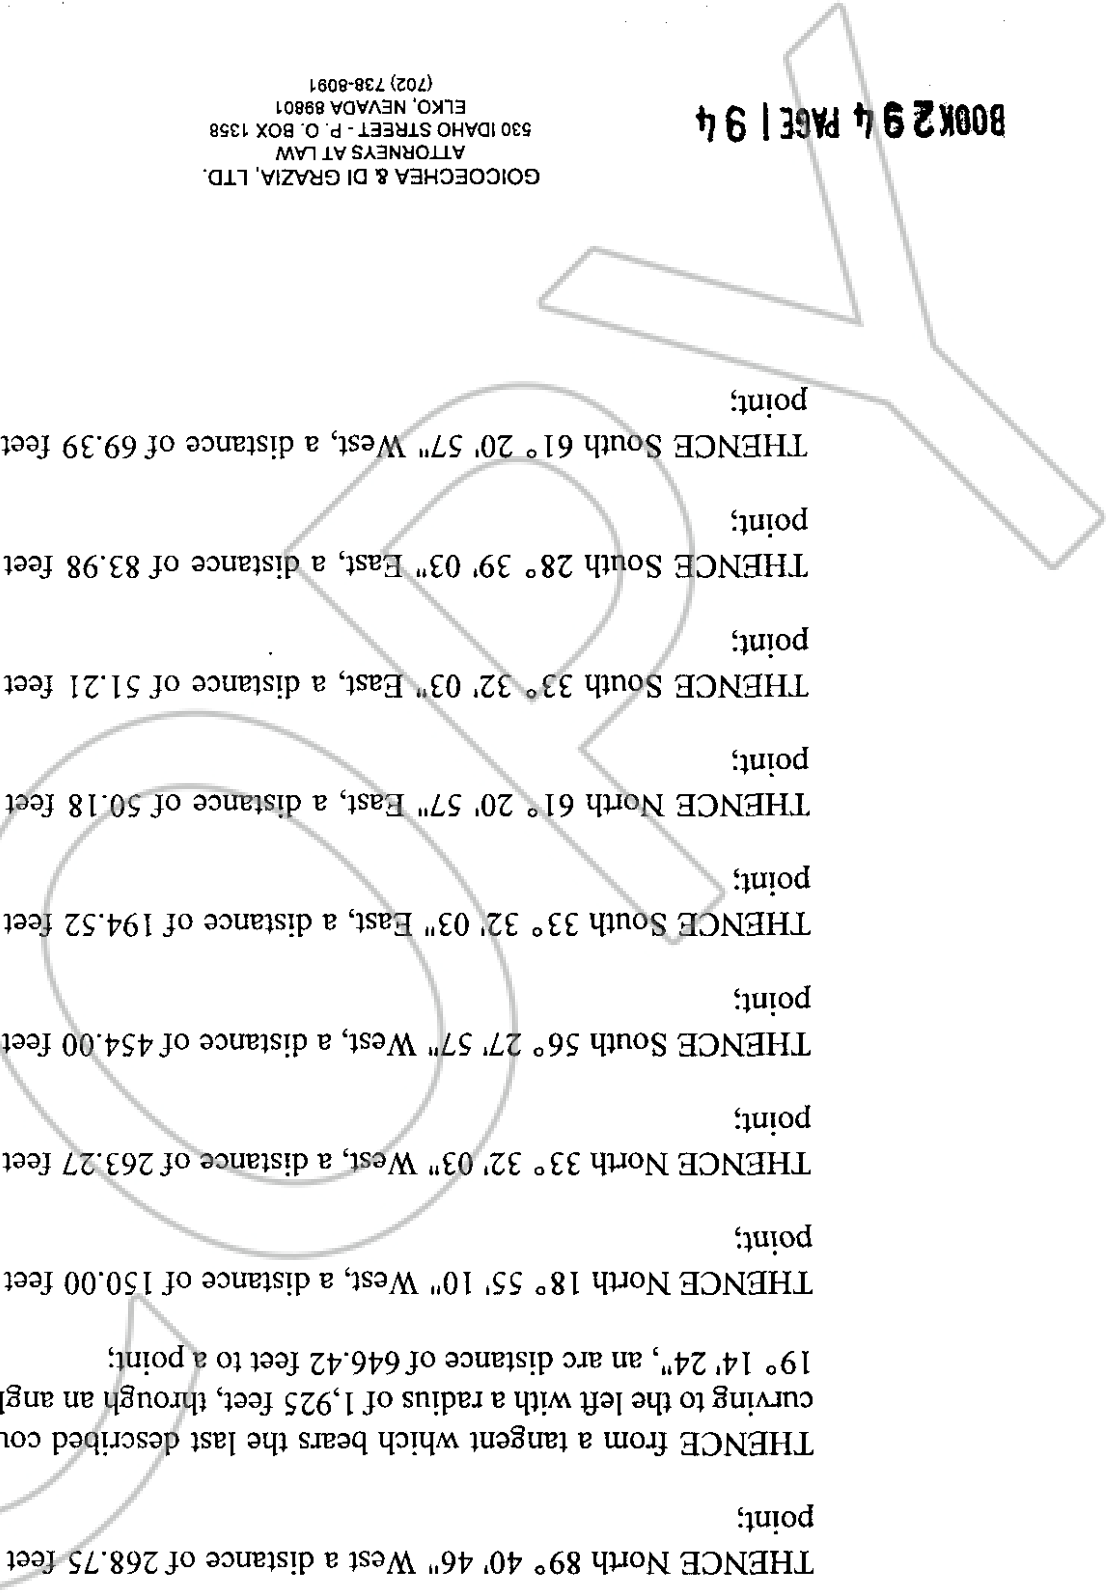 THENCE North 89° 40' 46" West a distance of 268.75 feet
point;
THENCE from a tangent which bears the last described
curving to the left with a radius of 1,925 feet, through an
19° 14' 24", an arc distance of 646.42 feet to a point;
THENCE North 18° 55' 10" West, a distance of 150.00 feet
point;
THENCE North 33° 32' 03" West, a distance of 263.27 feet
point;
THENCE South 56° 27' 57" West, a distance of 454.00 feet
point;
THENCE South 33° 32' 03" East, a distance of 194.52 feet
point;
THENCE North 61° 20' 57" East, a distance of 50.18 feet
point;
THENCE South 33° 32' 03" East, a distance of 51.21 feet
point;
THENCE South 28° 39' 03" East, a distance of 83.98 feet
point;
THENCE South 61° 20' 57" West, a distance of 69.39 feet
point;
COPY
BOOK 294 PAGE 194
GOICOECHEA & DI GRAZIA, LTD.
ATTORNEYS AT LAW
530 IDAHO STREET - P. O. BOX 1358
ELKO, NEVADA 89801
(702) 738-8091